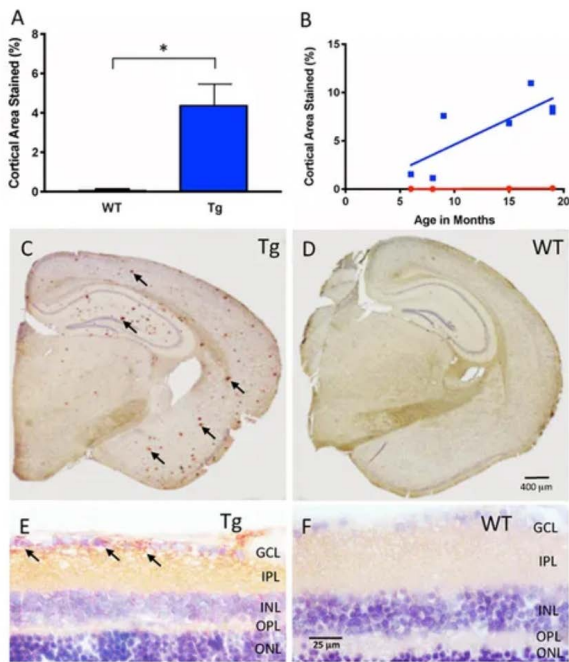 A
Cortical Area Stained (%)
8
6
4
2
0
*
WT
Tg
B
Cortical Area Stained (%)
15
10
5
0
0
5
10
15
20
Age in Months
C
Tg
D
WT
400 µm
E
Tg
GCL
IPL
INL
OPL
ONL
F
WT
GCL
IPL
INL
OPL
25 µm
ONL